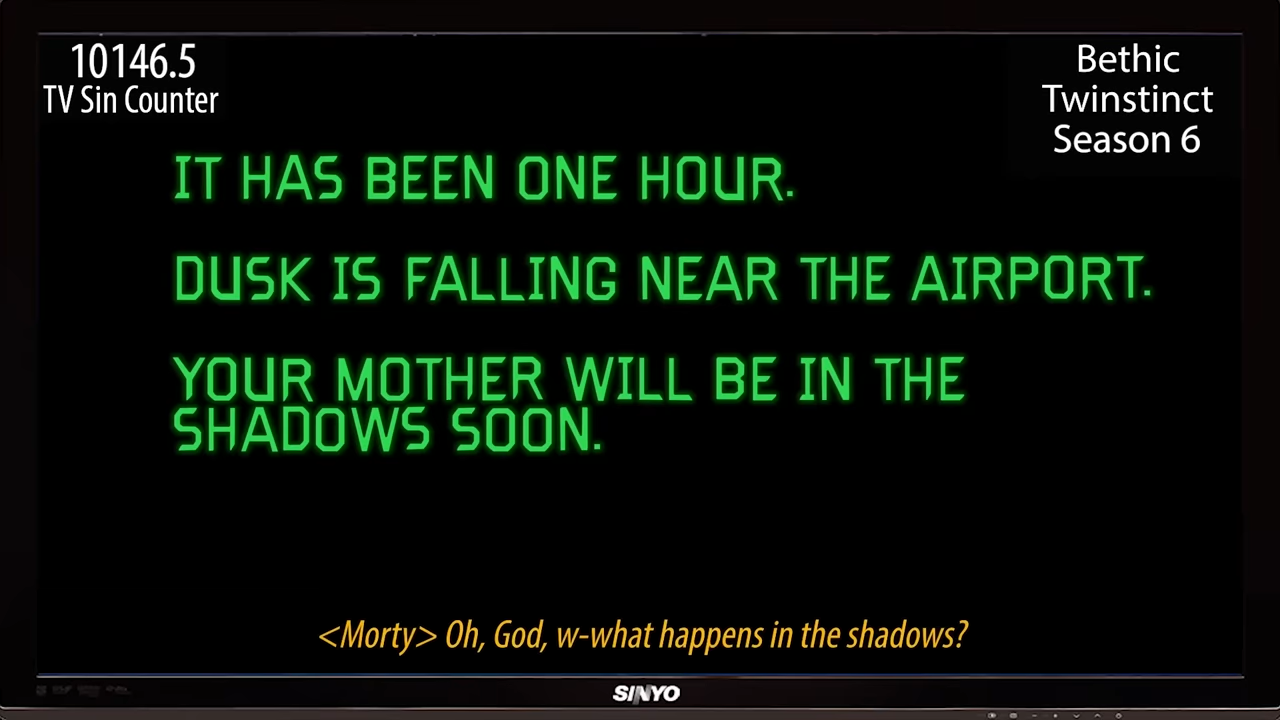 10146.5
TV Sin Counter
Bethic
Twinstinct
Season 6
IT HAS BEEN ONE HOUR.
DUSK IS FALLING NEAR THE AIRPORT.
YOUR MOTHER WILL BE IN THE
SHADOWS SOON.
<Morty> Oh, God, w-what happens in the shadows?
SINYO